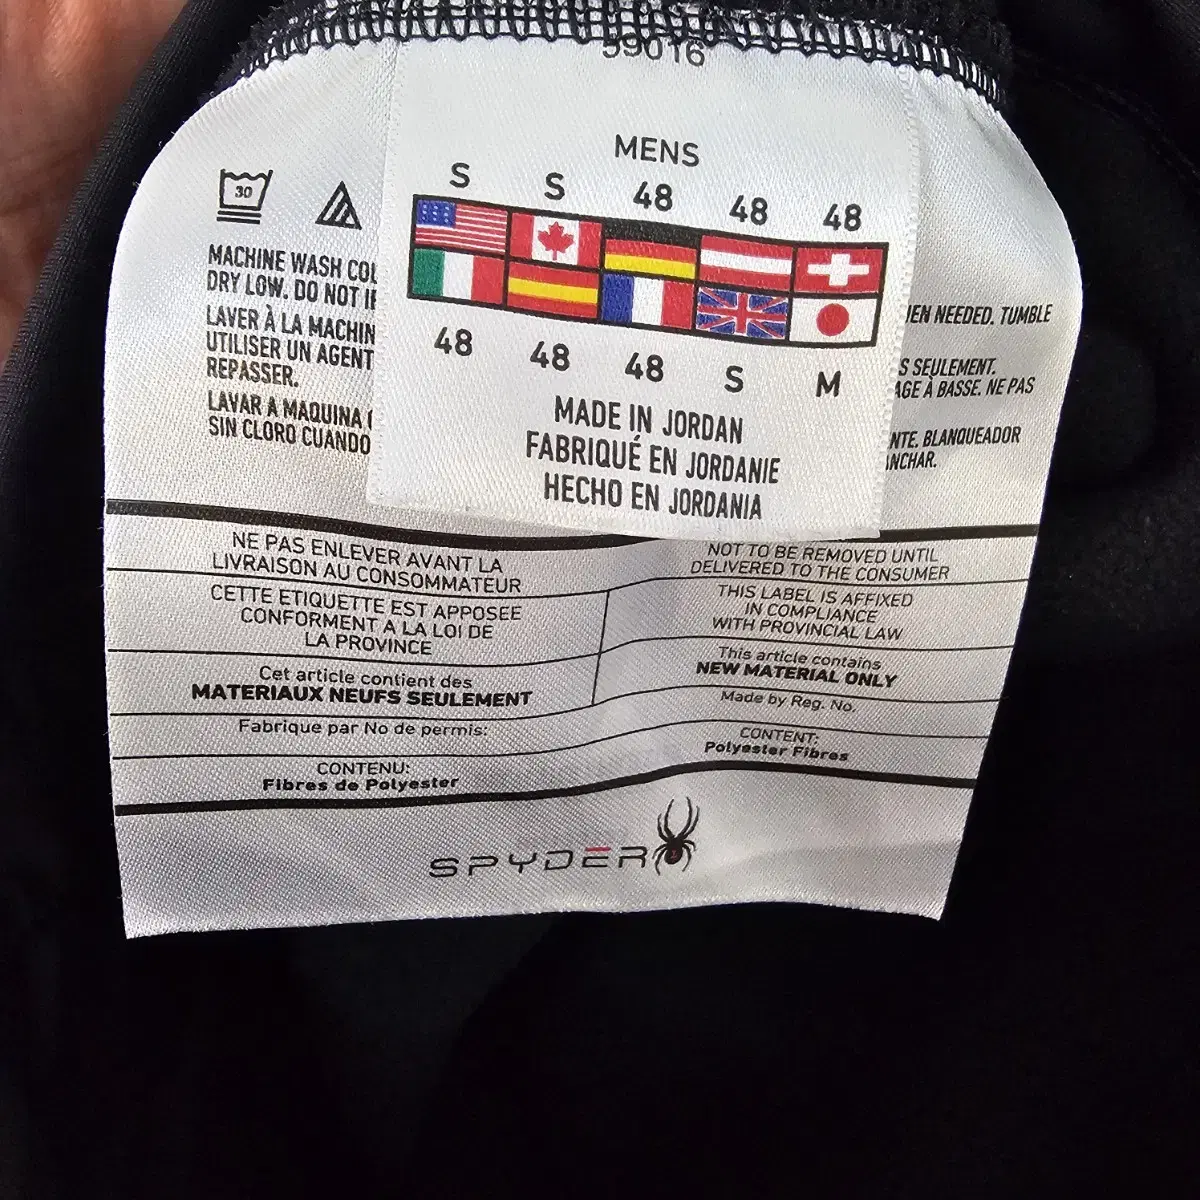 59016
MENS
S S 48 48 48
48 48 48 S M
MADE IN JORDAN
FABRIQUÉ EN JORDANIE
HECHO EN JORDANIA
30
MACHINE WASH COL
DRY LOW. DO NOT
LAVER À LA MACHIN
UTILISER UN AGENT
REPASSER.
LAVAR A MAQUINA
SIN CLORO CUANDO
EN NEEDED. TUMBLE
S SEULEMENT.
AGE À BASSE. NE PAS
NTE. BLANQUEADOR
NCHAR.
NE PAS ENLEVER AVANT LA
LIVRAISON AU CONSOMMATEUR
CETTE ETIQUETTE EST APPOSEE
CONFORMENT A LA LOI DE
LA PROVINCE
Cet article contient des
MATERIAUX NEUFS SEULEMENT
Fabrique par No de permis:
CONTENU:
Fibres de Polyester
NOT TO BE REMOVED UNTIL
DELIVERED TO THE CONSUMER
THIS LABEL IS AFFIXED
IN COMPLIANCE
WITH PROVINCIAL LAW
This article contains
NEW MATERIAL ONLY
Made by Reg. No.
CONTENT:
Polyester Fibres
SPYDER